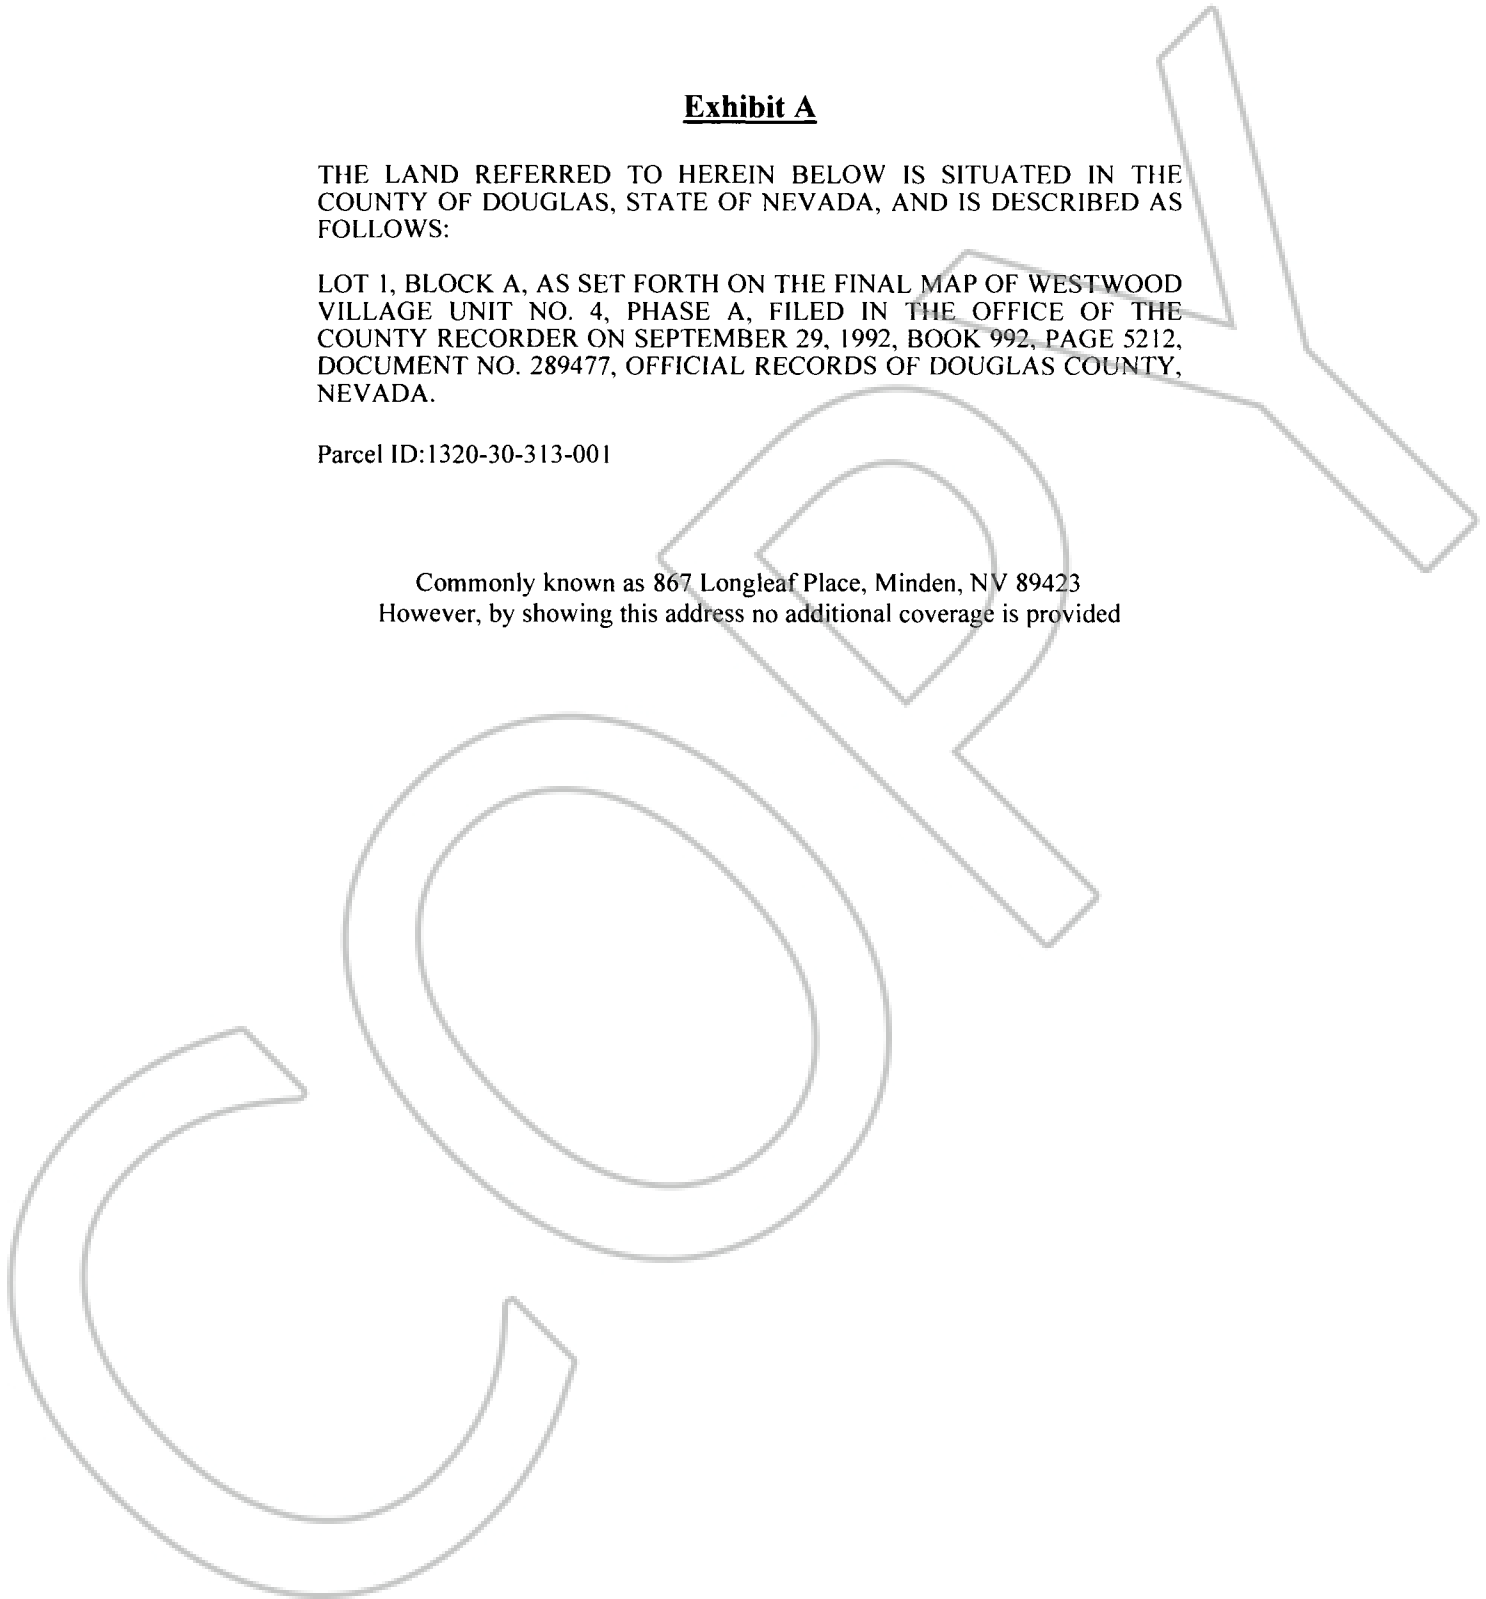 Exhibit A
THE LAND REFERRED TO HEREIN BELOW IS SITUATED IN THE
COUNTY OF DOUGLAS, STATE OF NEVADA, AND IS DESCRIBED AS
FOLLOWS:
LOT 1, BLOCK A, AS SET FORTH ON THE FINAL MAP OF WESTWOOD
VILLAGE UNIT NO. 4, PHASE A, FILED IN THE OFFICE OF THE
COUNTY RECORDER ON SEPTEMBER 29, 1992, BOOK 992, PAGE 5212,
DOCUMENT NO. 289477, OFFICIAL RECORDS OF DOUGLAS COUNTY,
NEVADA.
Parcel ID:1320-30-313-001
Commonly known as 867 Longleaf Place, Minden, NV 89423
However, by showing this address no additional coverage is provided
COPY